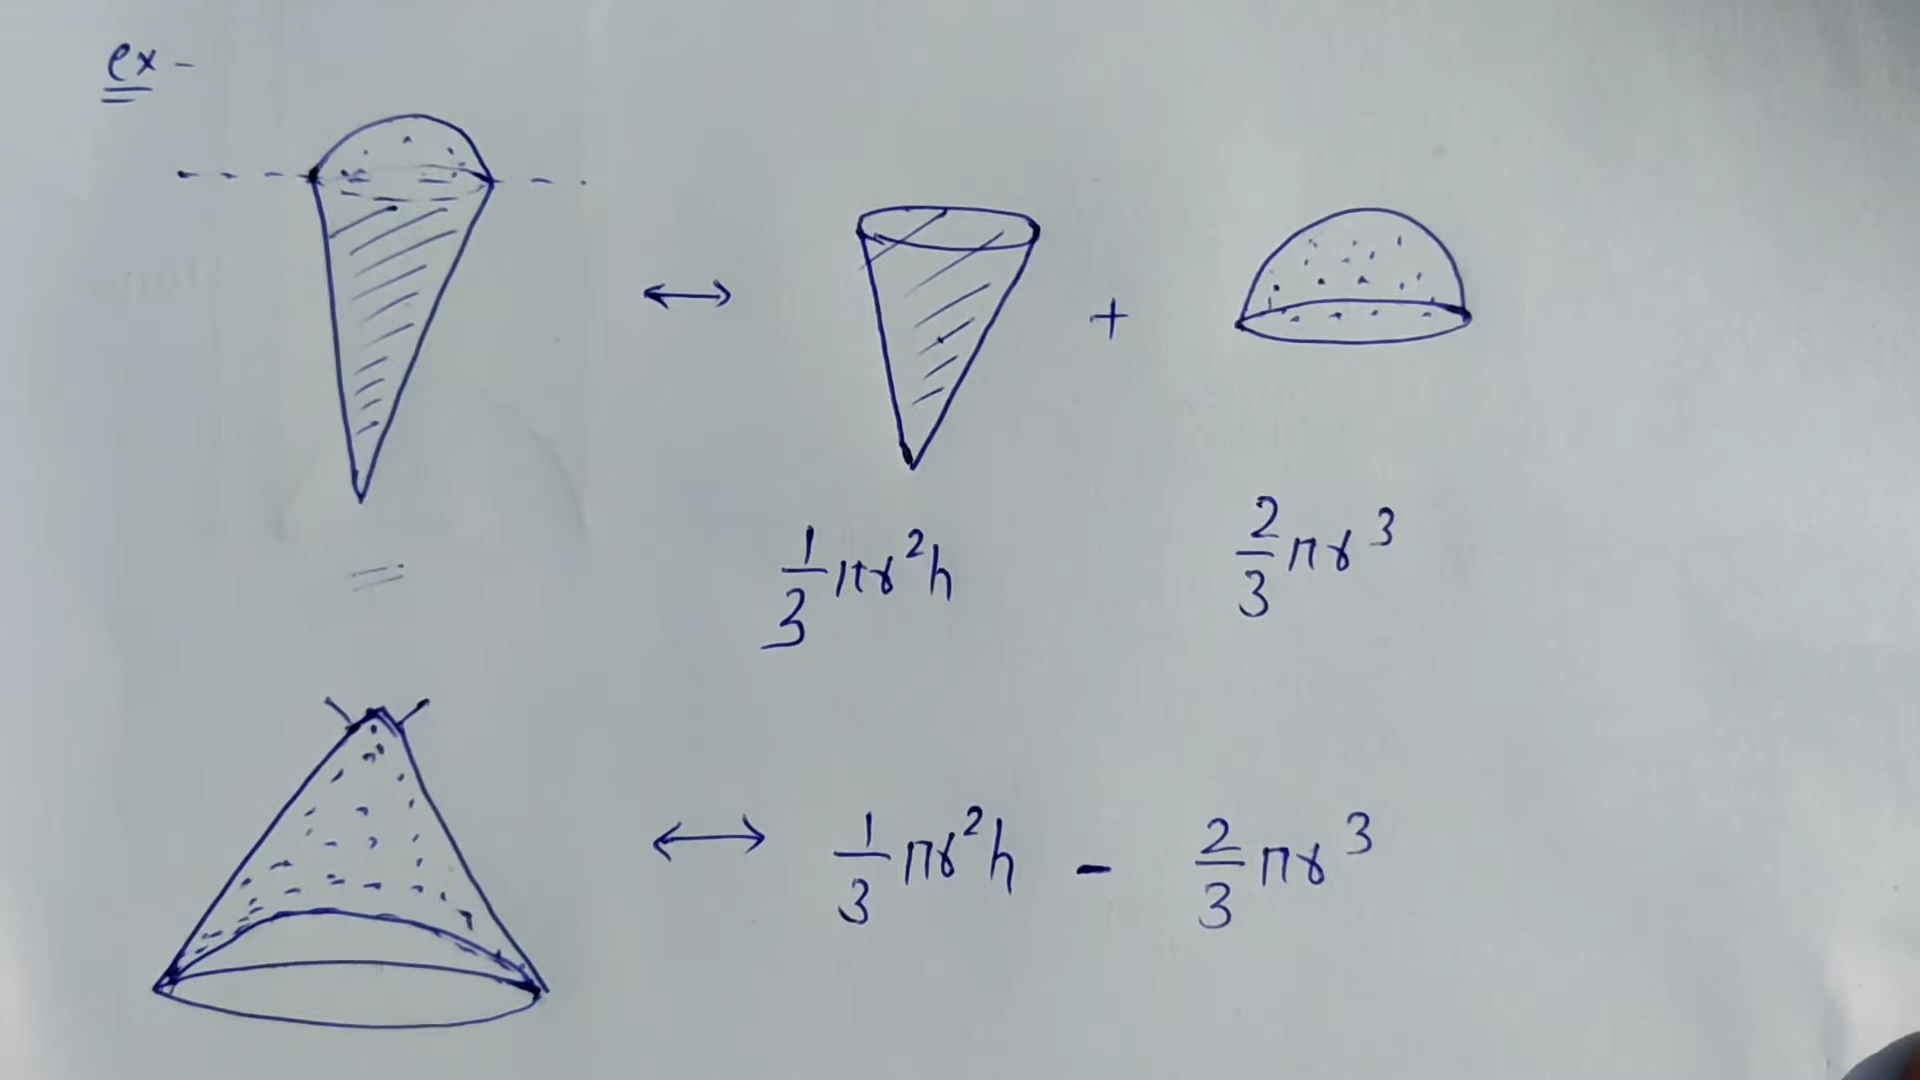 ex -
+
1/3 πr²h 2/3 πr³
1/3 πr²h - 2/3 πr³